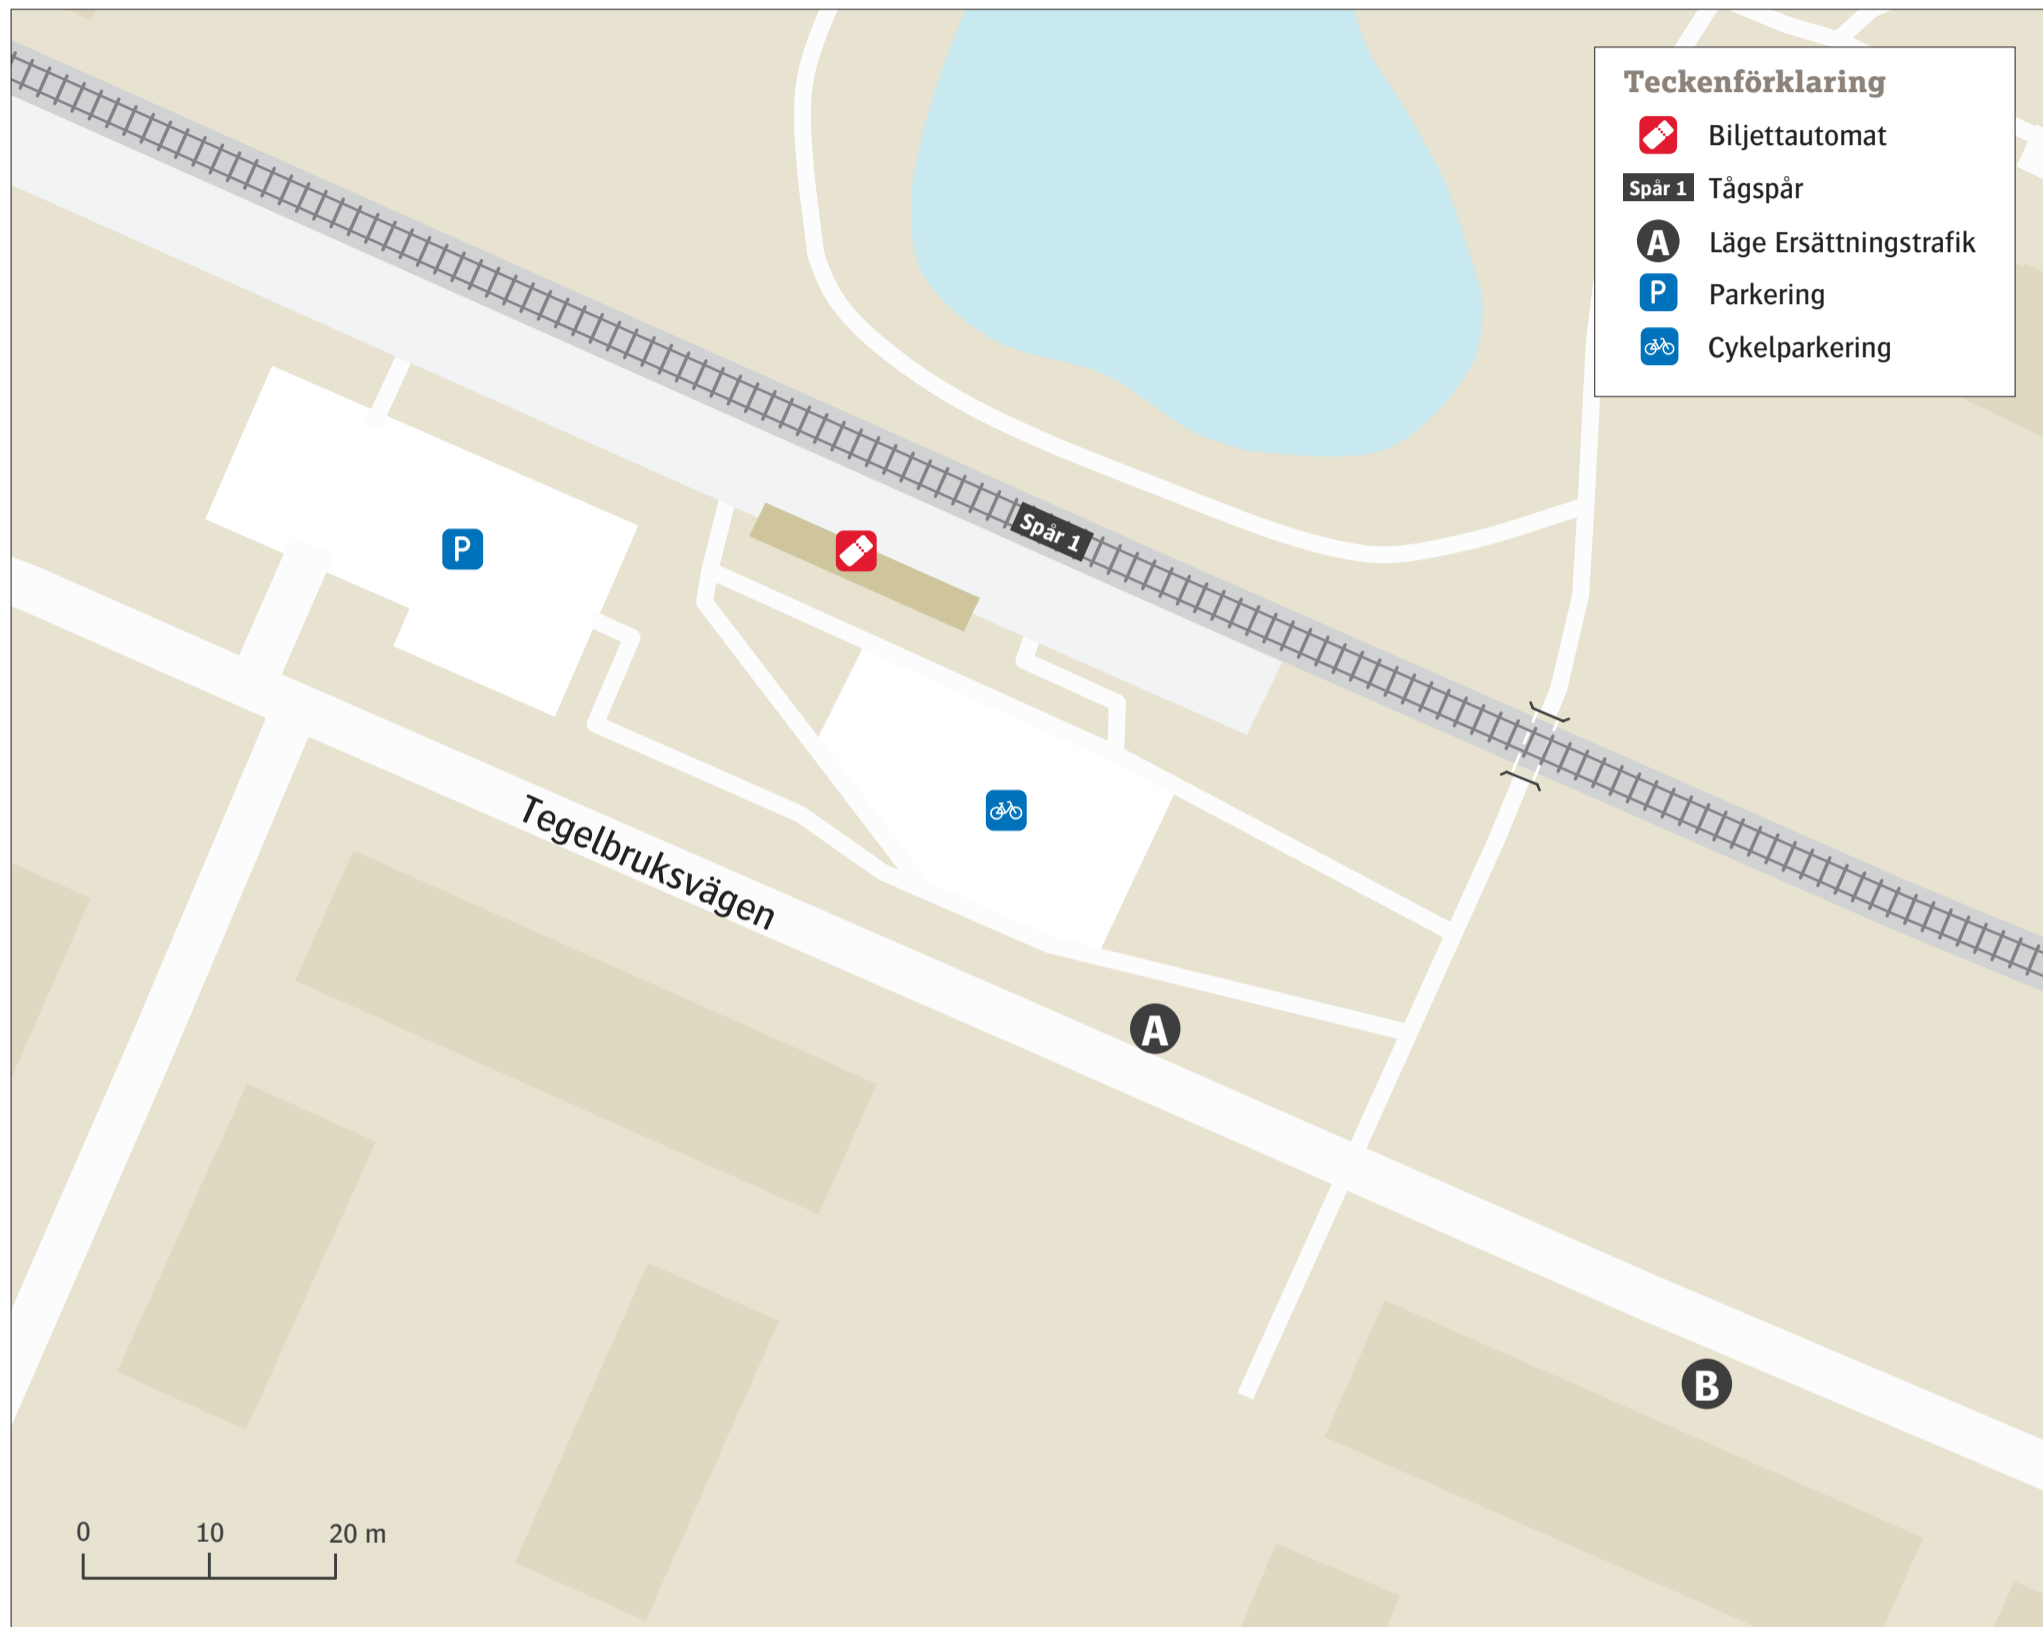 Teckenförklaring
Biljettautomat
Spår 1 Tågspår
A Läge Ersättningstrafik
P Parkering
Cykelparkering
Spår 1
P
Tegelbruksvägen
A
B
0 10 20 m